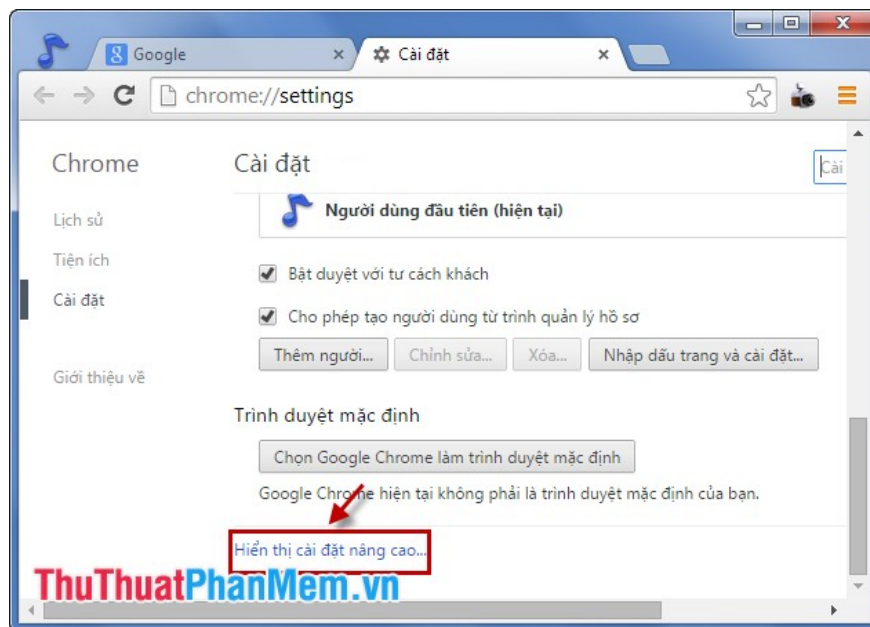 Google
Cài đặt
chrome://settings
Chrome
Cài đặt
Cài
Lịch sử
Người dùng đầu tiên (hiện tại)
Tiện ích
Bật duyệt với tư cách khách
Cài đặt
Cho phép tạo người dùng từ trình quản lý hồ sơ
Thêm người... Chỉnh sửa... Xóa... Nhập dấu trang và cài đặt...
Giới thiệu về
Trình duyệt mặc định
Chọn Google Chrome làm trình duyệt mặc định
Google Chrome hiện tại không phải là trình duyệt mặc định của bạn.
Hiển thị cài đặt nâng cao...
ThuThuatPhanMem.vn